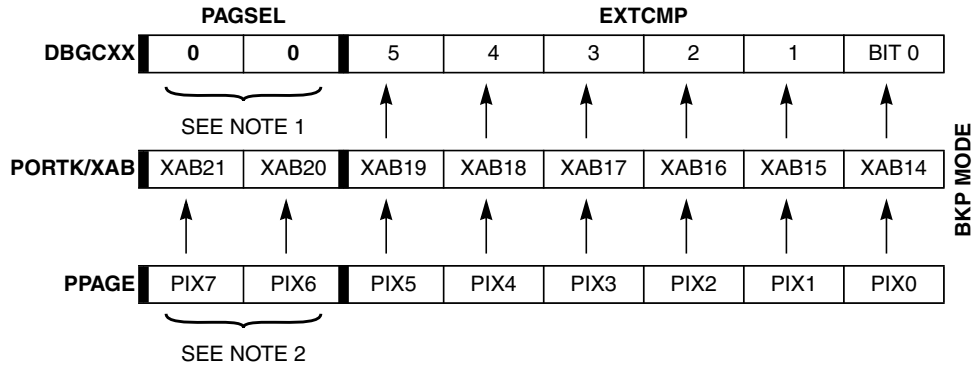 PAGSEL EXTCMP
DBGCXX 0 0 5 4 3 2 1 BIT 0
SEE NOTE 1
PORTK/XAB XAB21 XAB20 XAB19 XAB18 XAB17 XAB16 XAB15 XAB14
BKP MODE
PPAGE PIX7 PIX6 PIX5 PIX4 PIX3 PIX2 PIX1 PIX0
SEE NOTE 2